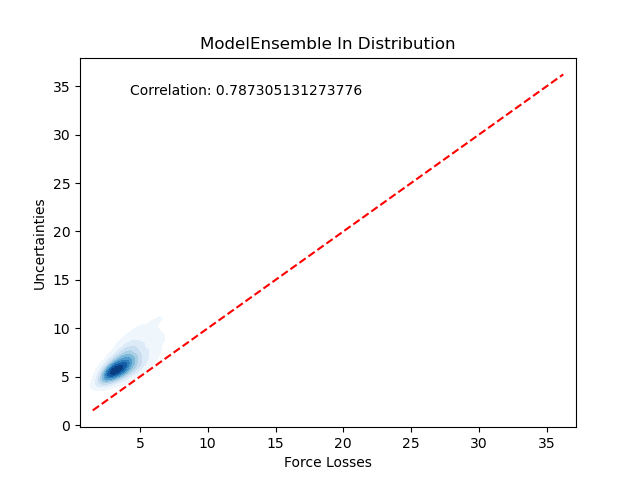 ModelEnsemble In Distribution
Correlation: 0.787305131273776
Uncertainties
35
30
25
20
15
10
5
0
5 10 15 20 25 30 35
Force Losses